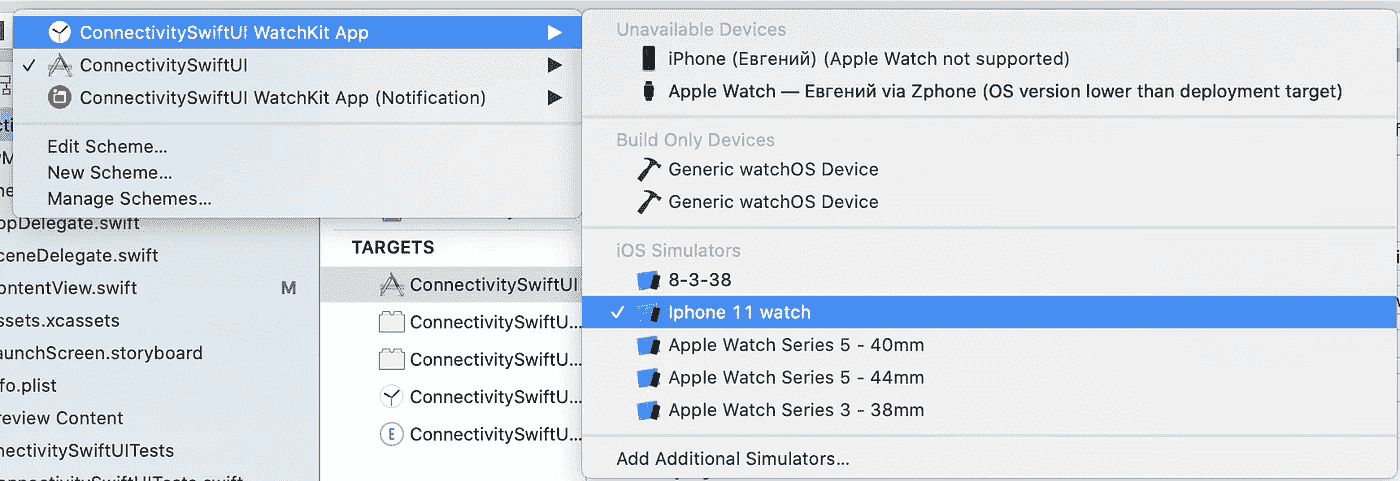 ConnectivitySwiftUI WatchKit App
ConnectivitySwiftUI
ConnectivitySwiftUI WatchKit App (Notification)
Edit Scheme...
New Scheme...
Manage Schemes...
Unavailable Devices
iPhone (Евгений) (Apple Watch not supported)
Apple Watch — Евгений via Zphone (OS version lower than deployment target)
Build Only Devices
Generic watchOS Device
Generic watchOS Device
iOS Simulators
8-3-38
Iphone 11 watch
Apple Watch Series 5 - 40mm
Apple Watch Series 5 - 44mm
Apple Watch Series 3 - 38mm
Add Additional Simulators...
ppDelegate.swift
ceneDelegate.swift
ontentView.swift M
ssets.xcassets
aunchScreen.storyboard
fo.plist
review Content
nectivitySwiftUITests
TARGETS
ConnectivitySwiftUI
ConnectivitySwiftU...
ConnectivitySwiftU...
ConnectivitySwiftU...
ConnectivitySwiftU...